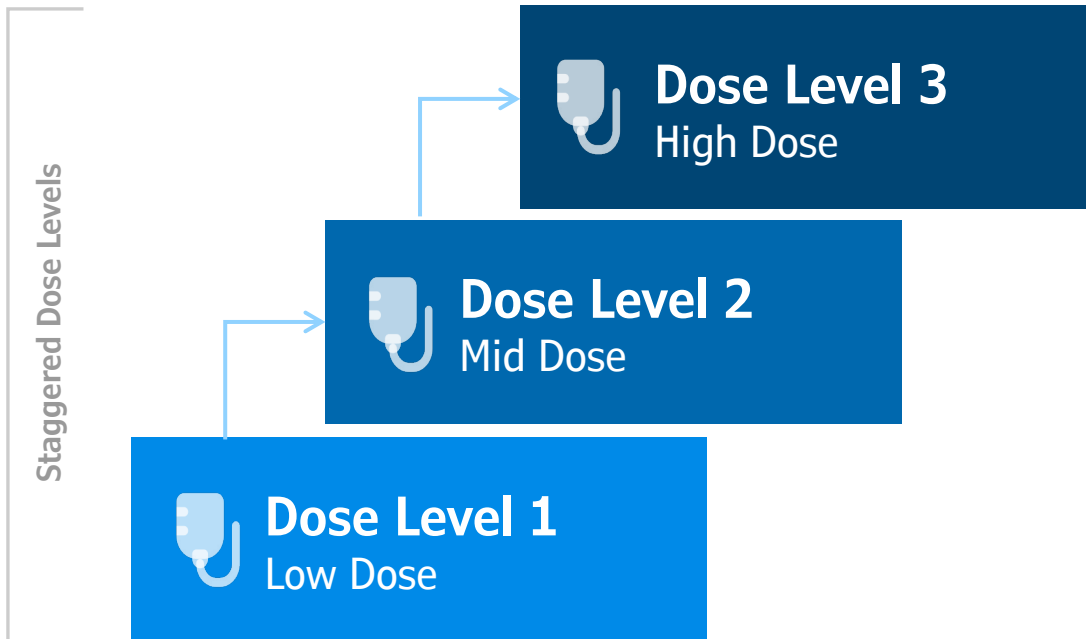 Staggered Dose Levels
Dose Level 3
High Dose
Dose Level 2
Mid Dose
Dose Level 1
Low Dose